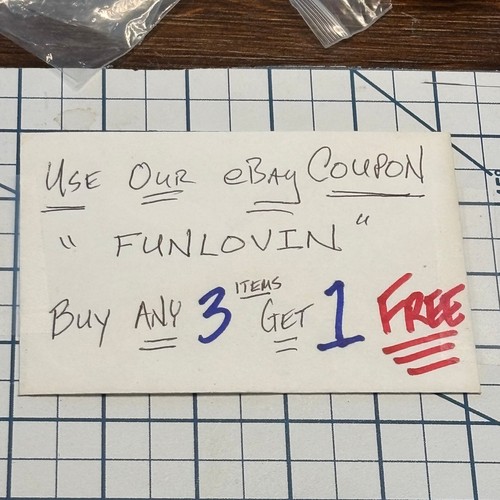 USE OUR eBAy COUPON
" FUNLOVIN "
Buy ANY 3 ITEMS GET 1 FREE